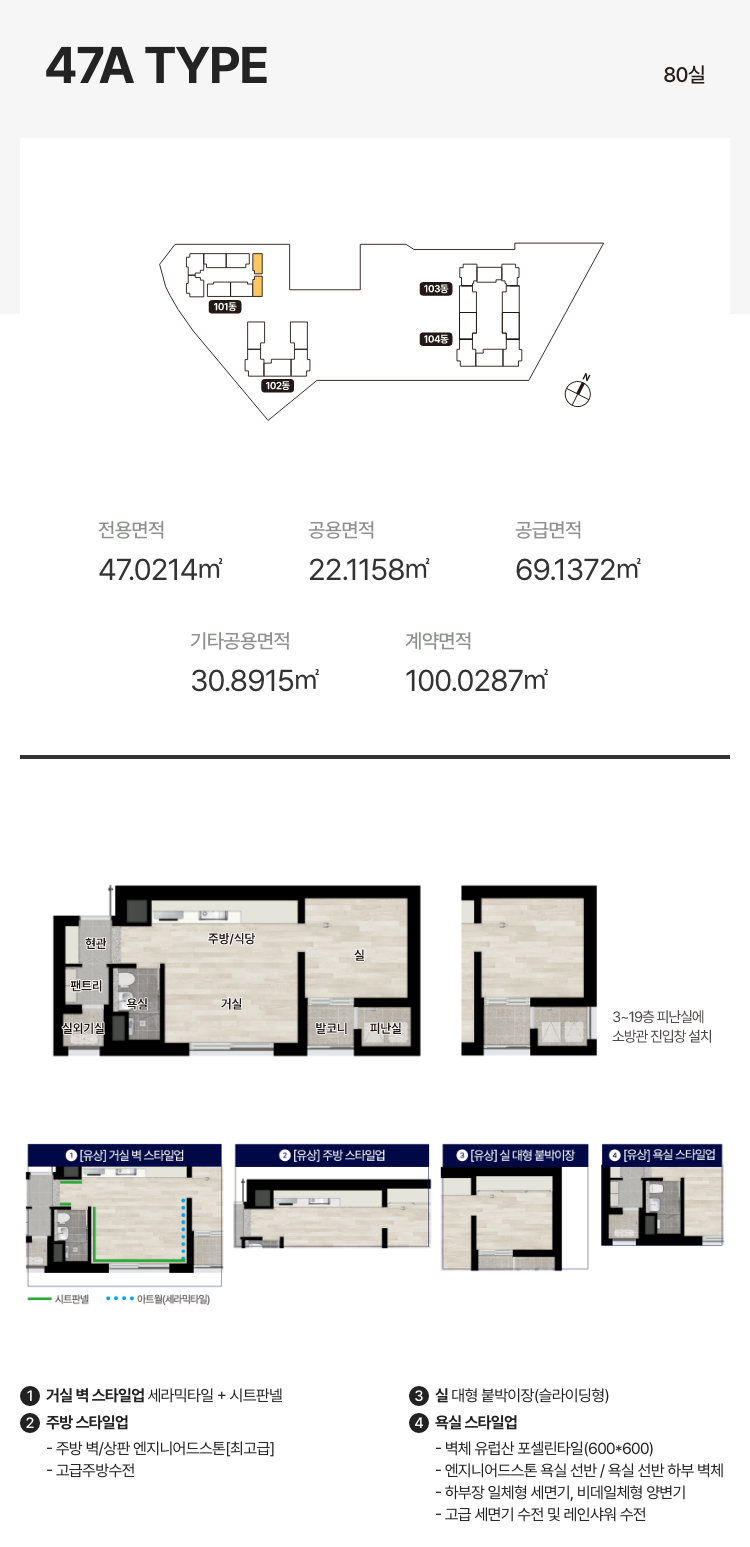 47A TYPE
80실
101동
102동
103동
104동
N
전용면적
47.0214㎡
공용면적
22.1158㎡
공급면적
69.1372㎡
기타공용면적
30.8915㎡
계약면적
100.0287㎡
현관
주방/식당
실
팬트리
욕실
거실
실외기실
발코니
피난실
3~19층 피난실에
소방관 진입창 설치
1 [유상] 거실 벽 스타일업
2 [유상] 주방 스타일업
3 [유상] 실 대형 붙박이장
4 [유상] 욕실 스타일업
시트판넬
아트월(세라믹타일)
1 거실 벽 스타일업 세라믹타일 + 시트판넬
2 주방 스타일업
- 주방 벽/상판 엔지니어드스톤[최고급]
- 고급주방수전
3 실 대형 붙박이장(슬라이딩형)
4 욕실 스타일업
- 벽체 유럽산 포셀린타일(600*600)
- 엔지니어드스톤 욕실 선반 / 욕실 선반 하부 벽체
- 하부장 일체형 세면기, 비데일체형 양변기
- 고급 세면기 수전 및 레인샤워 수전